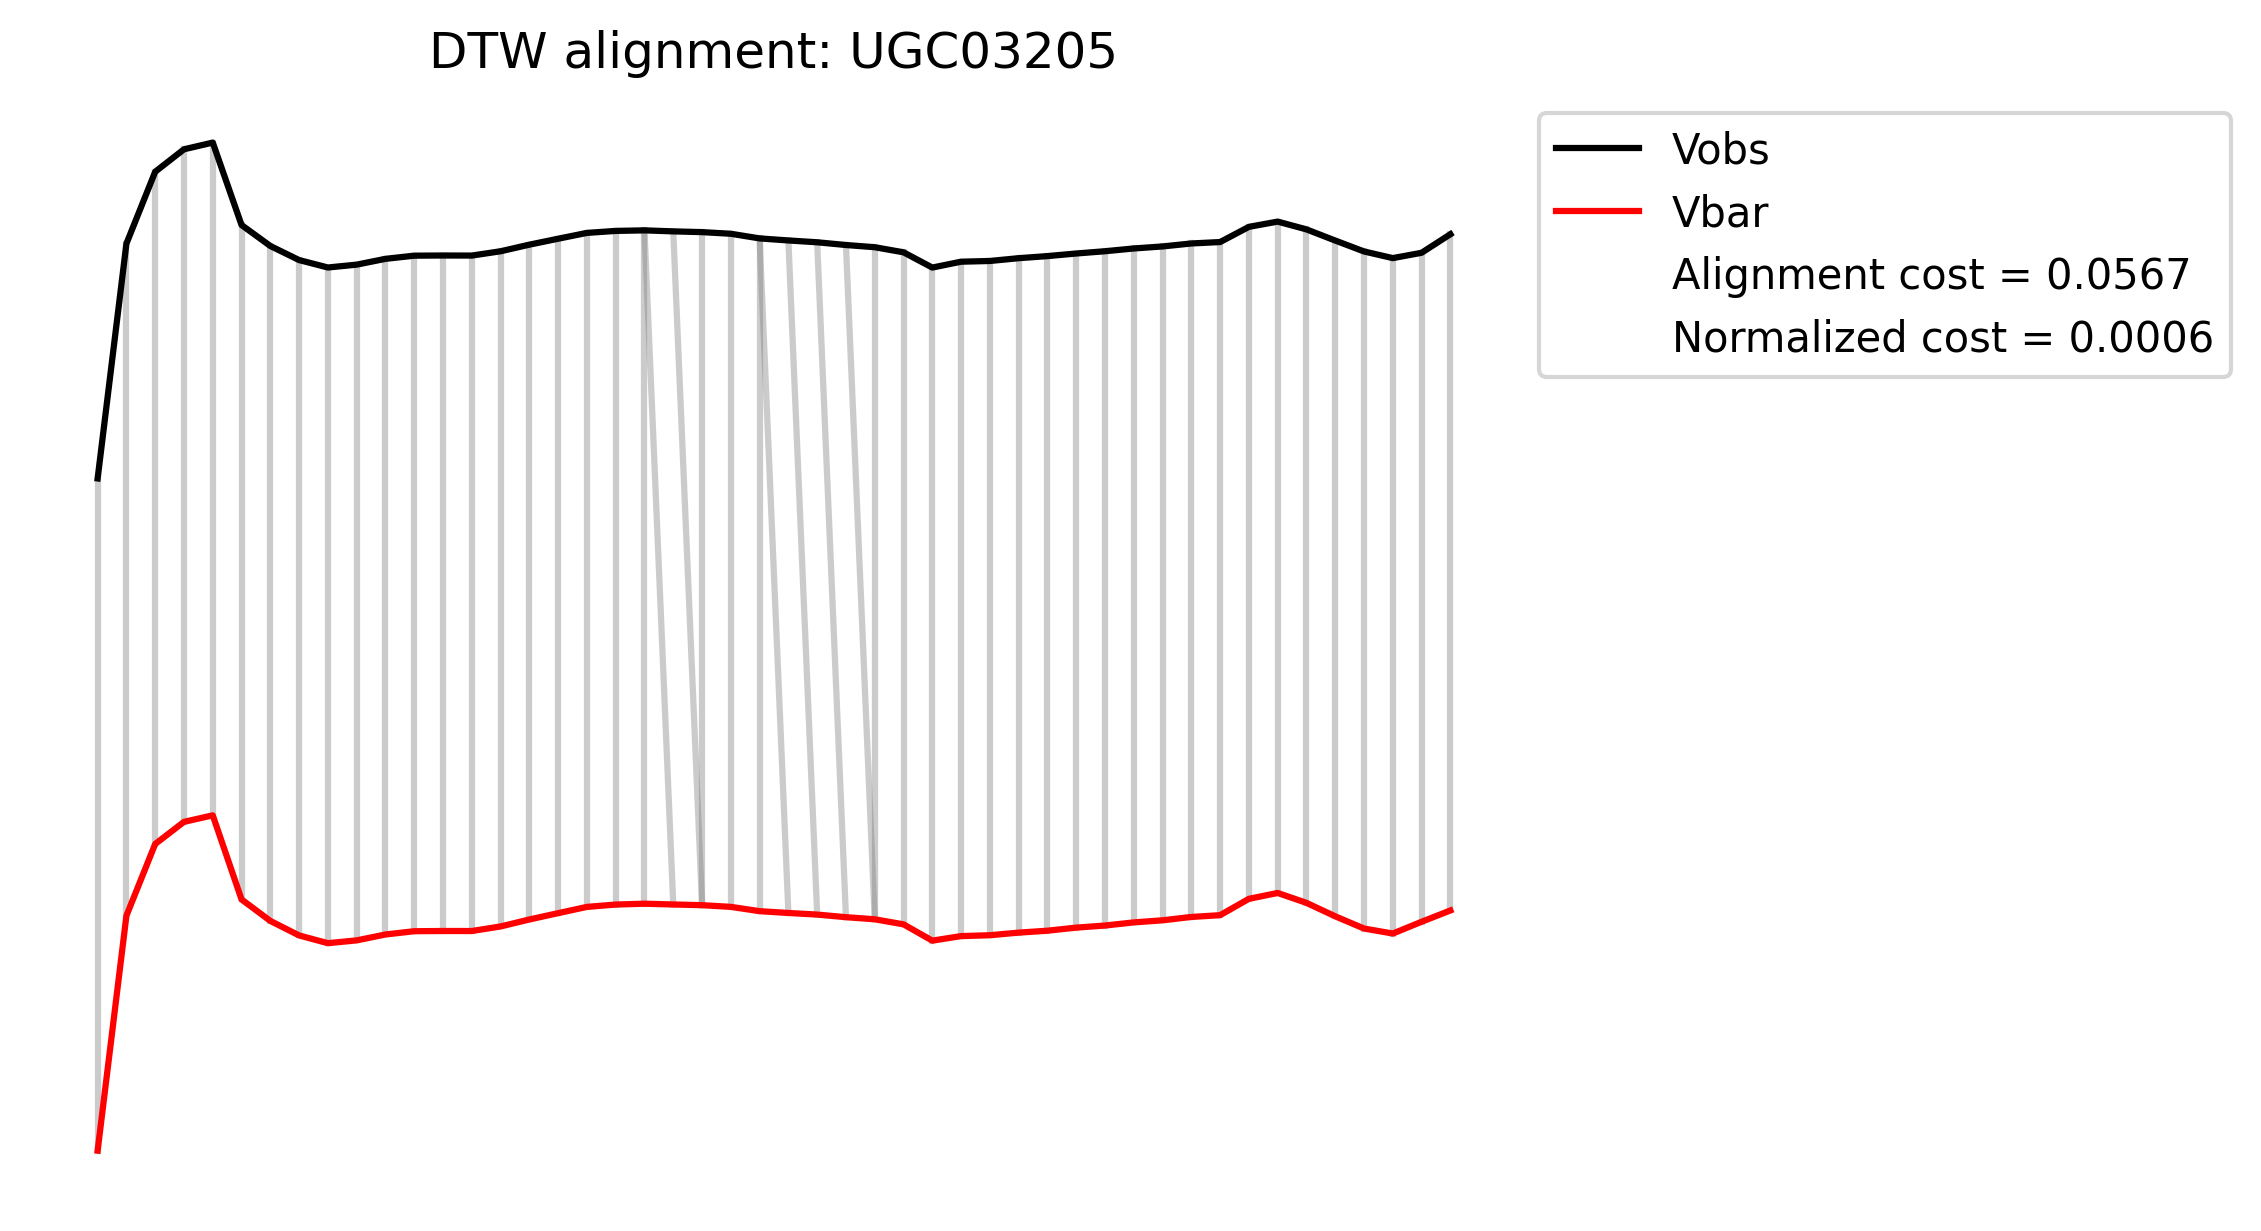 DTW alignment: UGC03205
Vobs
Vbar
Alignment cost = 0.0567
Normalized cost = 0.0006